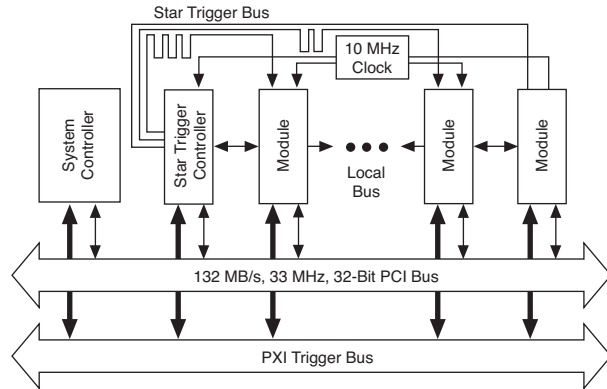 Star Trigger Bus
10 MHz
Clock
System
Controller
Star Trigger
Controller
Module
Local
Bus
Module
Module
132 MB/s, 33 MHz, 32-Bit PCI Bus
PXI Trigger Bus